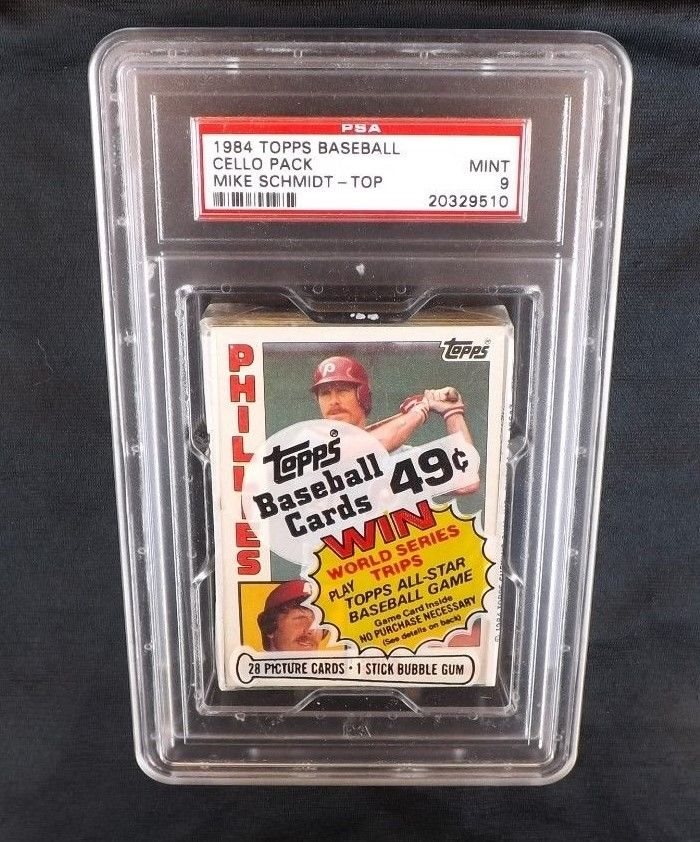 PSA
1984 TOPPS BASEBALL
CELLO PACK MINT
MIKE SCHMIDT - TOP 9
20329510
topps
PHILLIES
topps
Baseball
Cards 49¢
WIN
WORLD SERIES
TRIPS
PLAY
TOPPS ALL-STAR
BASEBALL GAME
Game Card Inside
NO PURCHASE NECESSARY
(See details on back)
28 PICTURE CARDS • 1 STICK BUBBLE GUM